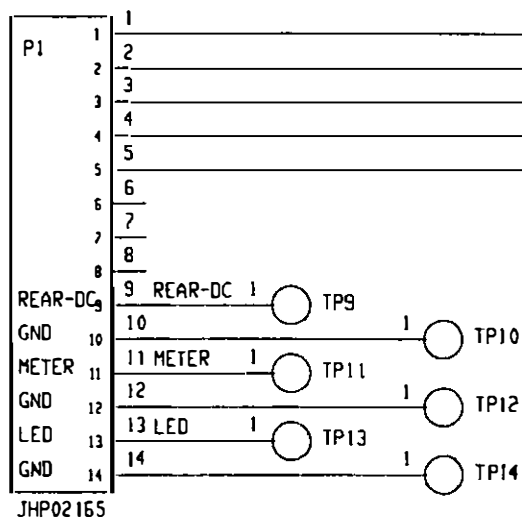 1
P1 1
2
2
3
3
4
4
5
5
6
6
7
7
8
8
9 REAR-DC 1 TP9
REAR-DC 9
10 1 TP10
GND 10
11 METER 1 TP11
METER 11
12 1 TP12
GND 12
13 LED 1 TP13
LED 13
14 1 TP14
GND 14
JHP02165